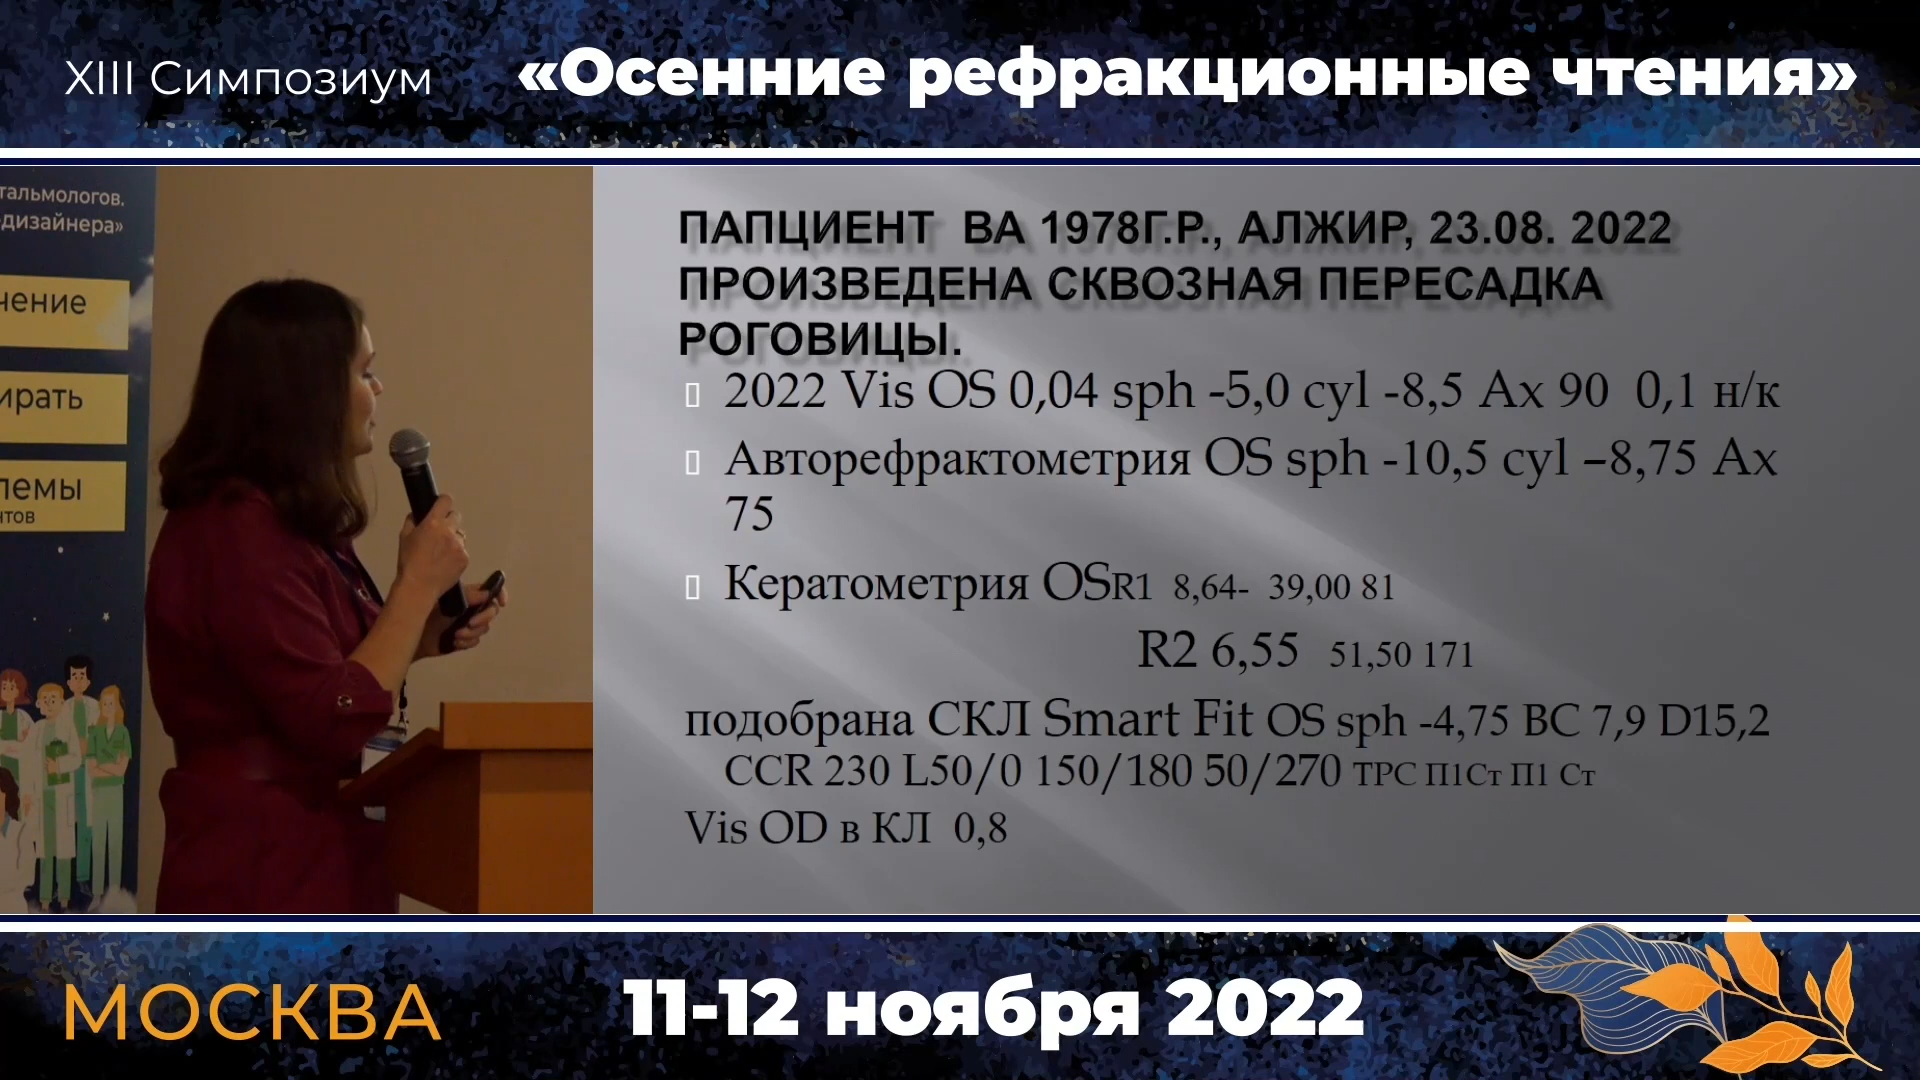 XIII Симпозиум «Осенние рефракционные чтения»
тальмологов.
дизайнера»
чение
ирать
лемы
нтов
ПАПЦИЕНТ ВА 1978Г.Р., АЛЖИР, 23.08. 2022
ПРОИЗВЕДЕНА СКВОЗНАЯ ПЕРЕСАДКА
РОГОВИЦЫ.
2022 Vis OS 0,04 sph -5,0 cyl -8,5 Ax 90 0,1 н/к
Авторефрактометрия OS sph -10,5 cyl –8,75 Ax
75
Кератометрия OSR1 8,64- 39,00 81
R2 6,55 51,50 171
подобрана СКЛ Smart Fit OS sph -4,75 BC 7,9 D15,2
CCR 230 L50/0 150/180 50/270 ТРС П1Ст П1 Ст
Vis OD в КЛ 0,8
МОСКВА
11-12 ноября 2022